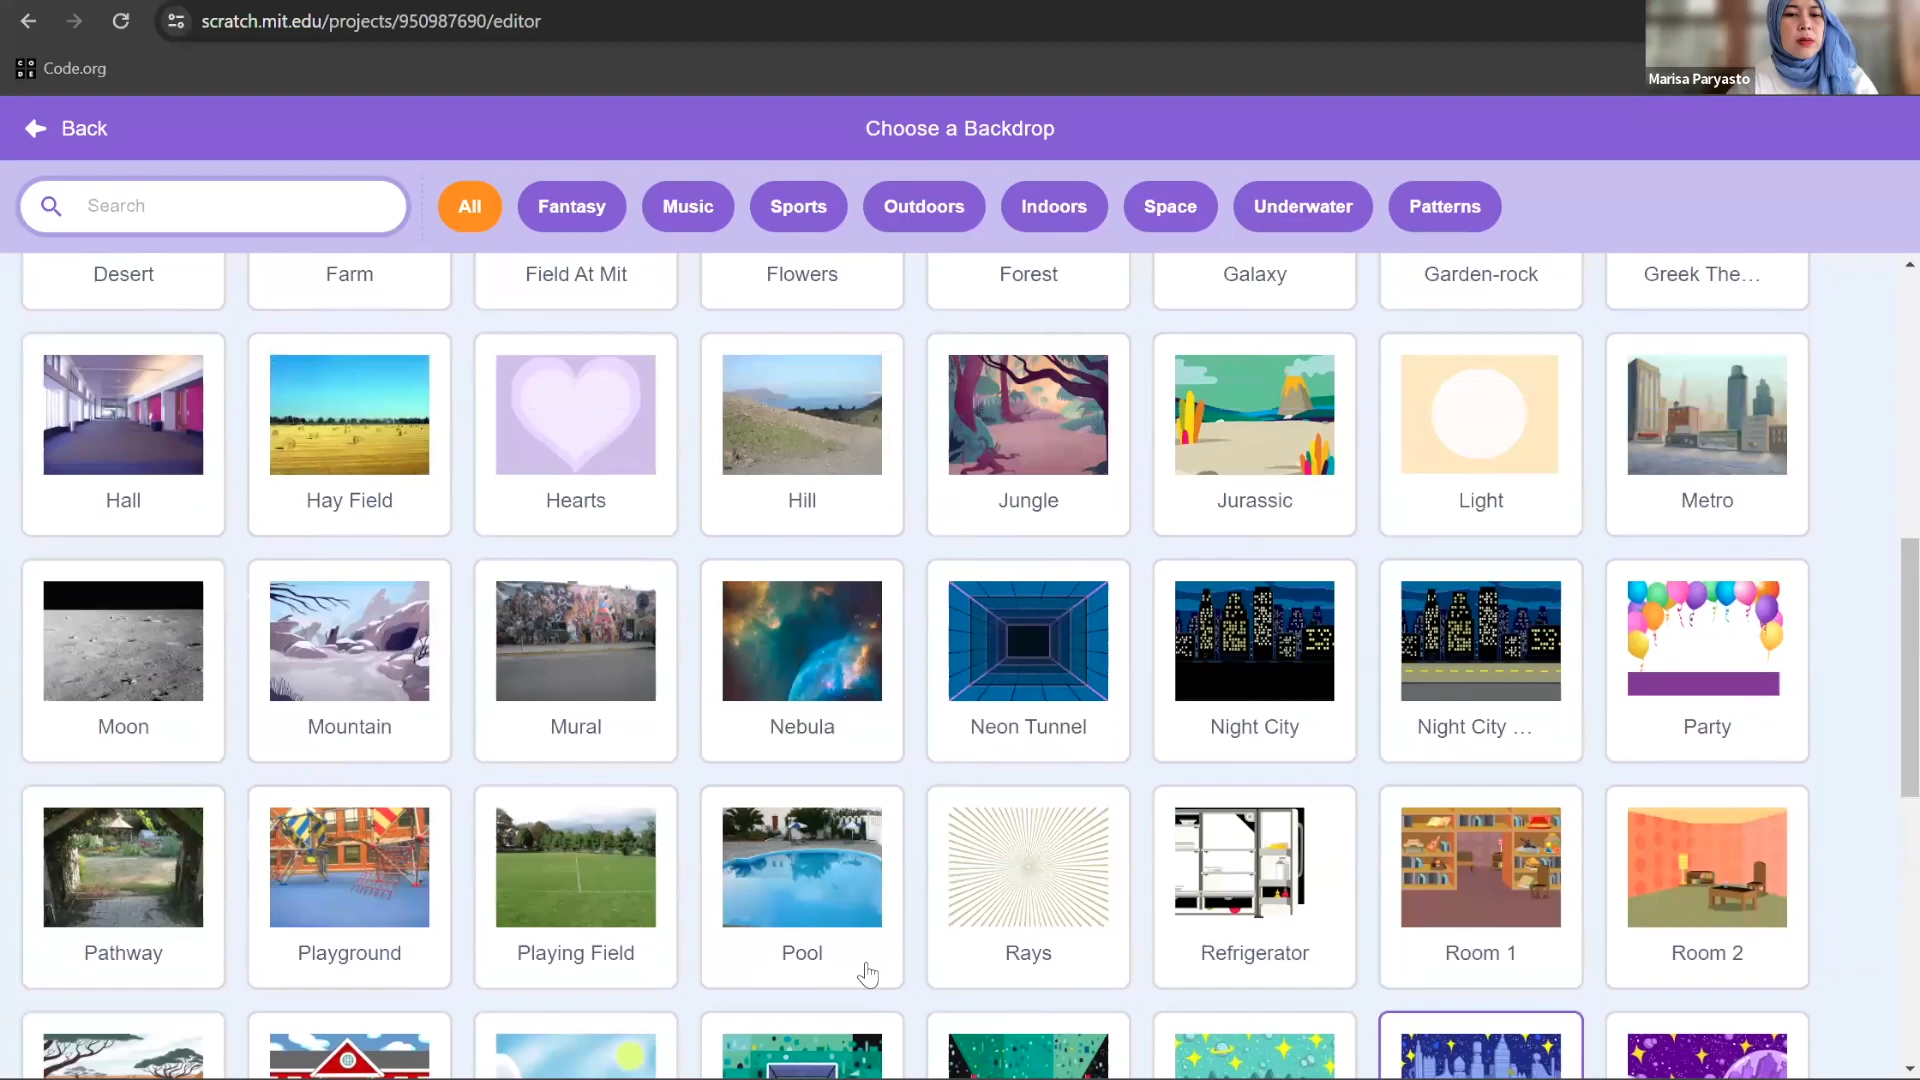 scratch.mit.edu/projects/950987690/editor
CODE Code.org
Marisa Paryasto
Back
Choose a Backdrop
Search
All
Fantasy
Music
Sports
Outdoors
Indoors
Space
Underwater
Patterns
Desert
Farm
Field At Mit
Flowers
Forest
Galaxy
Garden-rock
Greek The...
Hall
Hay Field
Hearts
Hill
Jungle
Jurassic
Light
Metro
Moon
Mountain
Mural
Nebula
Neon Tunnel
Night City
Night City ...
Party
Pathway
Playground
Playing Field
Pool
Rays
Refrigerator
Room 1
Room 2